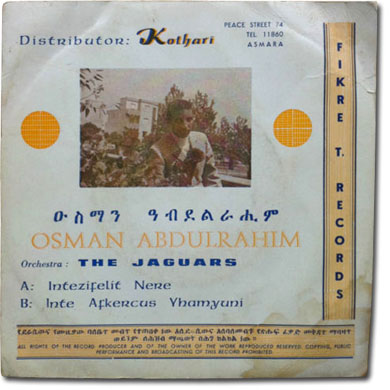 Distributor: Kothari
PEACE STREET 74
TEL. 11860
ASMARA
FIKRE T. RECORDS
ዑስማን ዓብደልራሒም
OSMAN ABDULRAHIM
Orchestra: THE JAGUARS
A: Intezifelit Nere
B: Inte Afkercus Yhamyuni
ALL RIGHTS OF THE RECORD PRODUCER AND OF THE OWNER OF THE WORK REPRODUCED RESERVED. COPYING, PUBLIC
PERFORMANCE AND BROADCASTING OF THIS RECORD PROHIBITED.